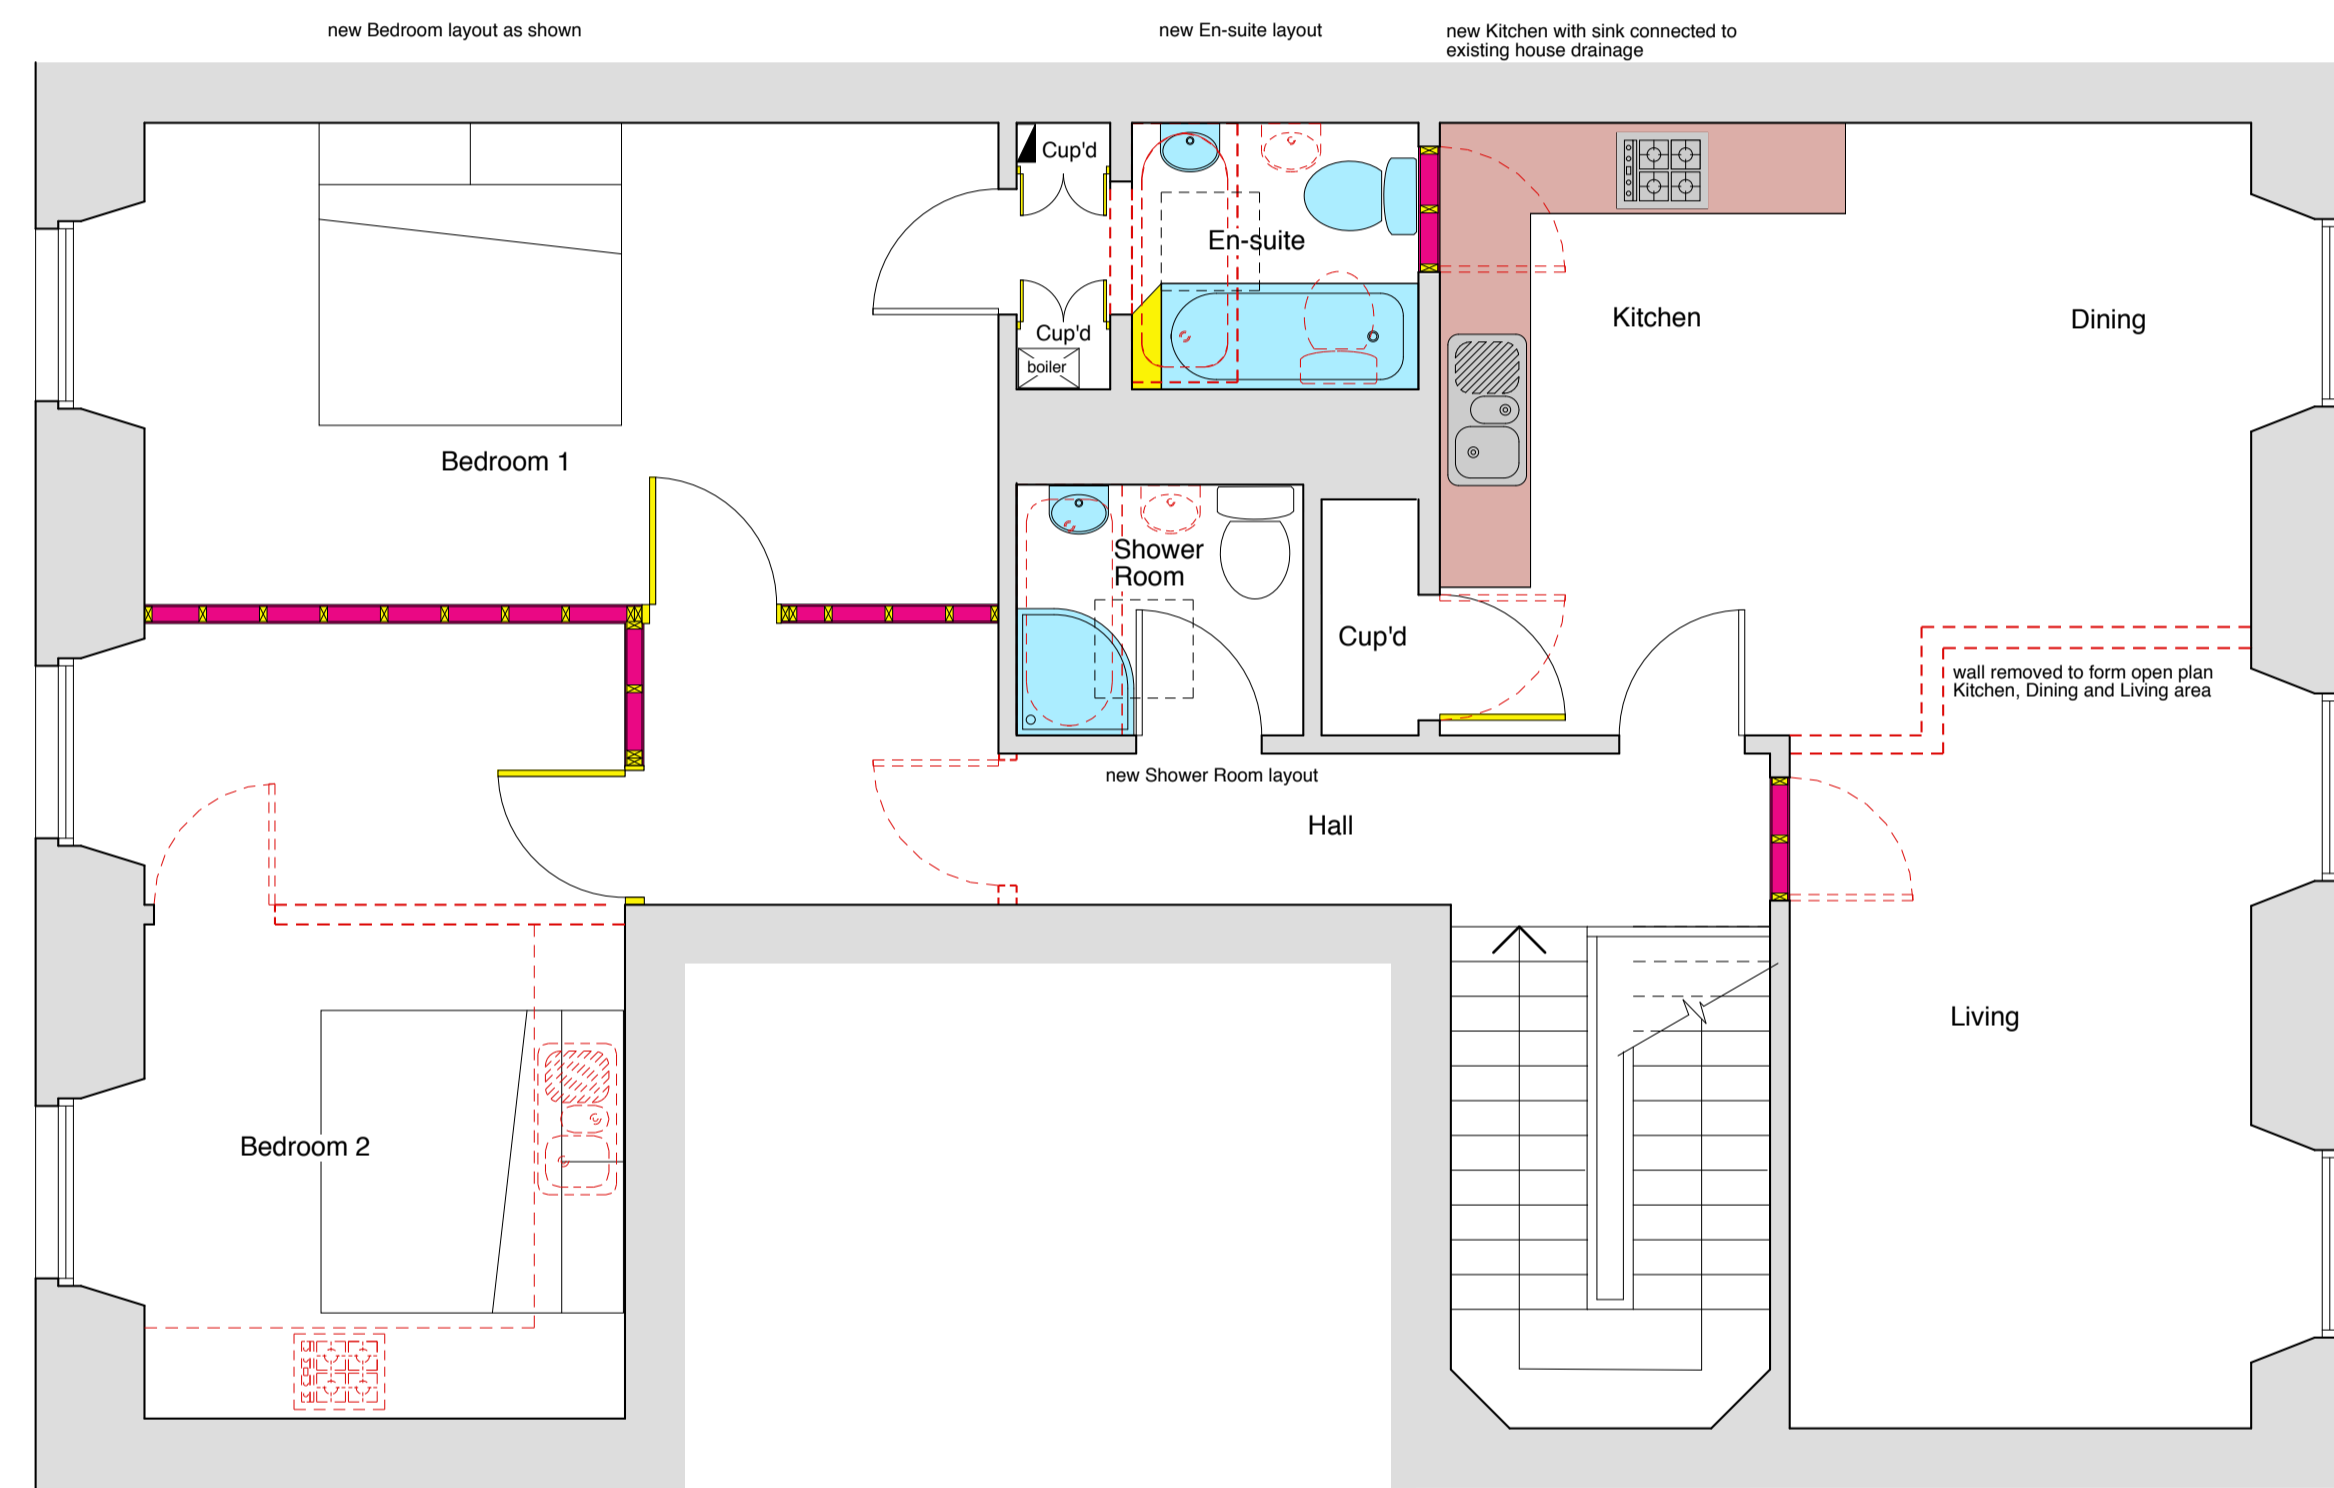 new Bedroom layout as shown
new En-suite layout
new Kitchen with sink connected to
existing house drainage
Cup'd
En-suite
Kitchen
Dining
Cup'd
boiler
Bedroom 1
Shower
Room
Cup'd
wall removed to form open plan
Kitchen, Dining and Living area
new Shower Room layout
Hall
Living
Bedroom 2